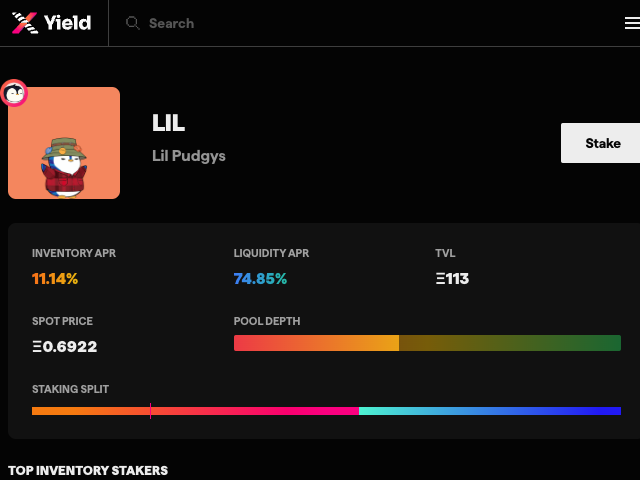 Yield
Search
LIL
Lil Pudgys
Stake
INVENTORY APR
LIQUIDITY APR
TVL
11.14%
74.85%
Ξ113
SPOT PRICE
POOL DEPTH
Ξ0.6922
STAKING SPLIT
TOP INVENTORY STAKERS